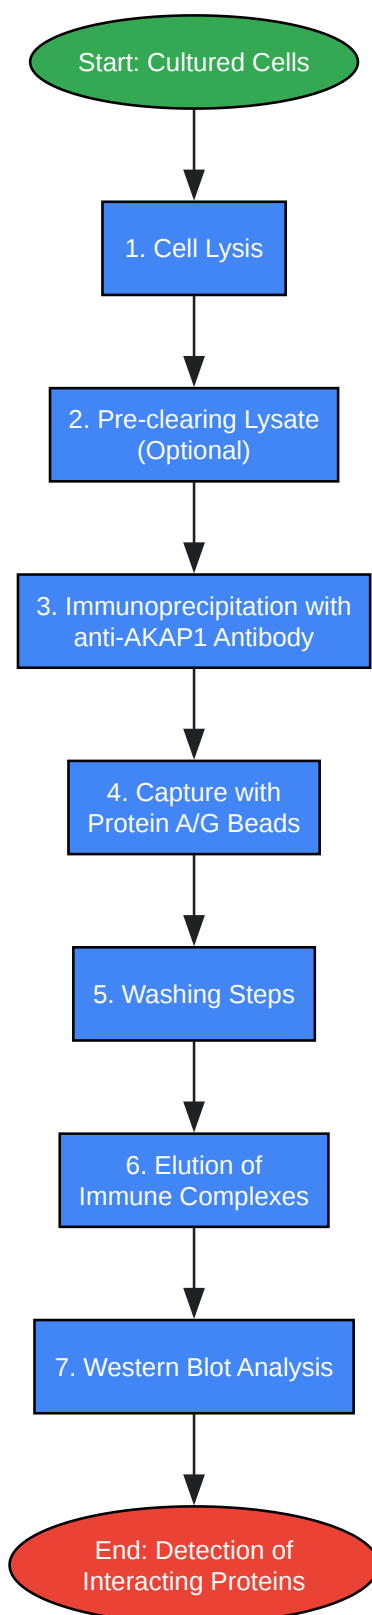 Start: Cultured Cells
1. Cell Lysis
2. Pre-clearing Lysate
(Optional)
3. Immunoprecipitation with
anti-AKAP1 Antibody
4. Capture with
Protein A/G Beads
5. Washing Steps
6. Elution of
Immune Complexes
7. Western Blot Analysis
End: Detection of
Interacting Proteins